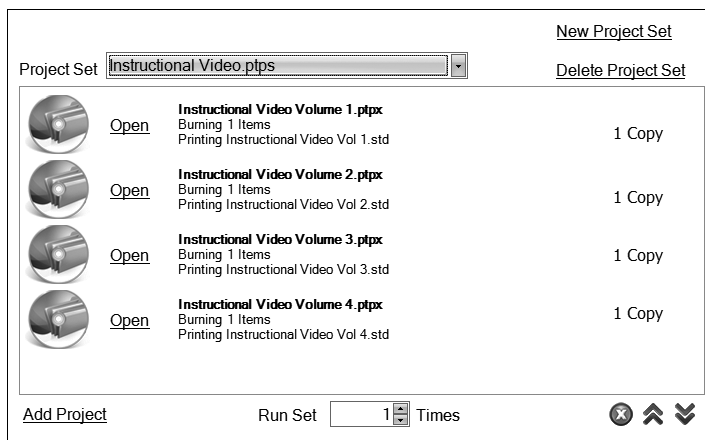 New Project Set
Project Set Instructional Video.ptps
Delete Project Set
Instructional Video Volume 1.ptpx
Open Burning 1 Items 1 Copy
Printing Instructional Video Vol 1.std
Instructional Video Volume 2.ptpx
Open Burning 1 Items 1 Copy
Printing Instructional Video Vol 2.std
Instructional Video Volume 3.ptpx
Open Burning 1 Items 1 Copy
Printing Instructional Video Vol 3.std
Instructional Video Volume 4.ptpx
Open Burning 1 Items 1 Copy
Printing Instructional Video Vol 4.std
Add Project Run Set 1 Times